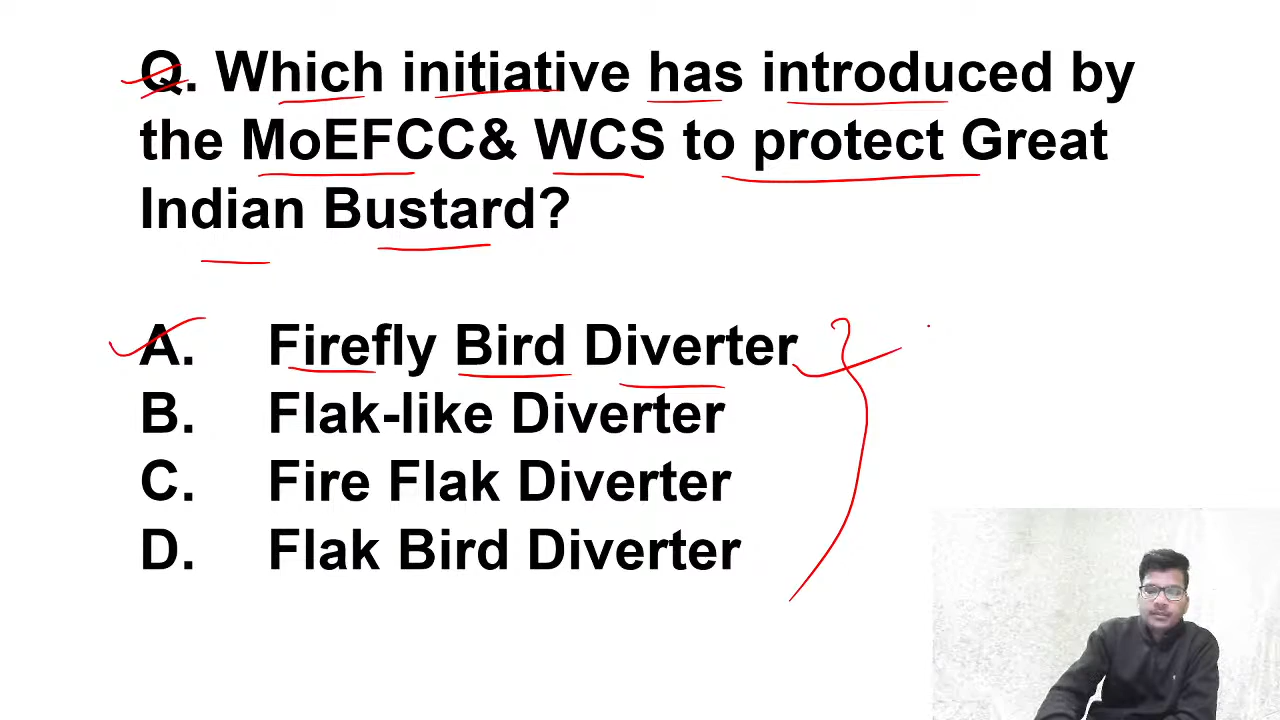 Q. Which initiative has introduced by
the MoEFCC& WCS to protect Great
Indian Bustard?
A. Firefly Bird Diverter
B. Flak-like Diverter
C. Fire Flak Diverter
D. Flak Bird Diverter